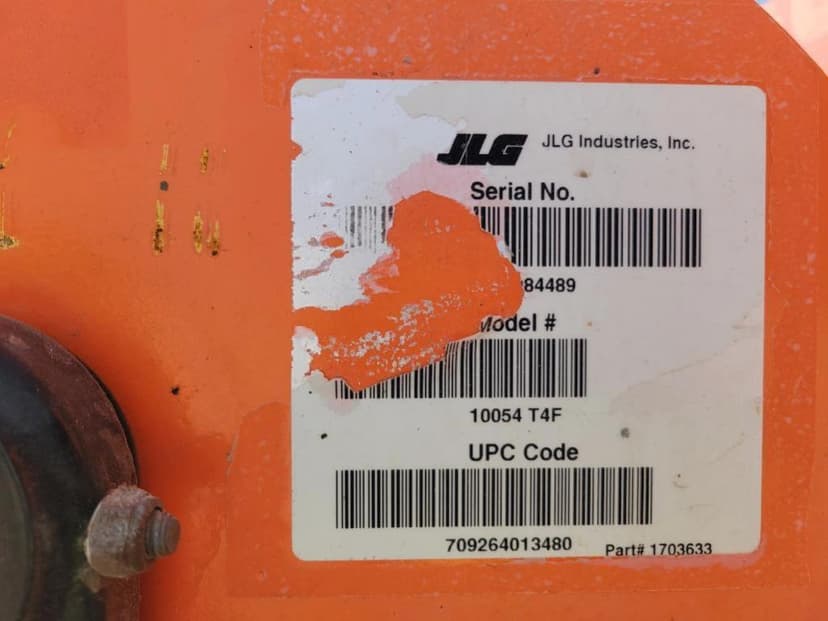 JLG JLG Industries, Inc.
Serial No.
84489
Model #
10054 T4F
UPC Code
709264013480 Part# 1703633